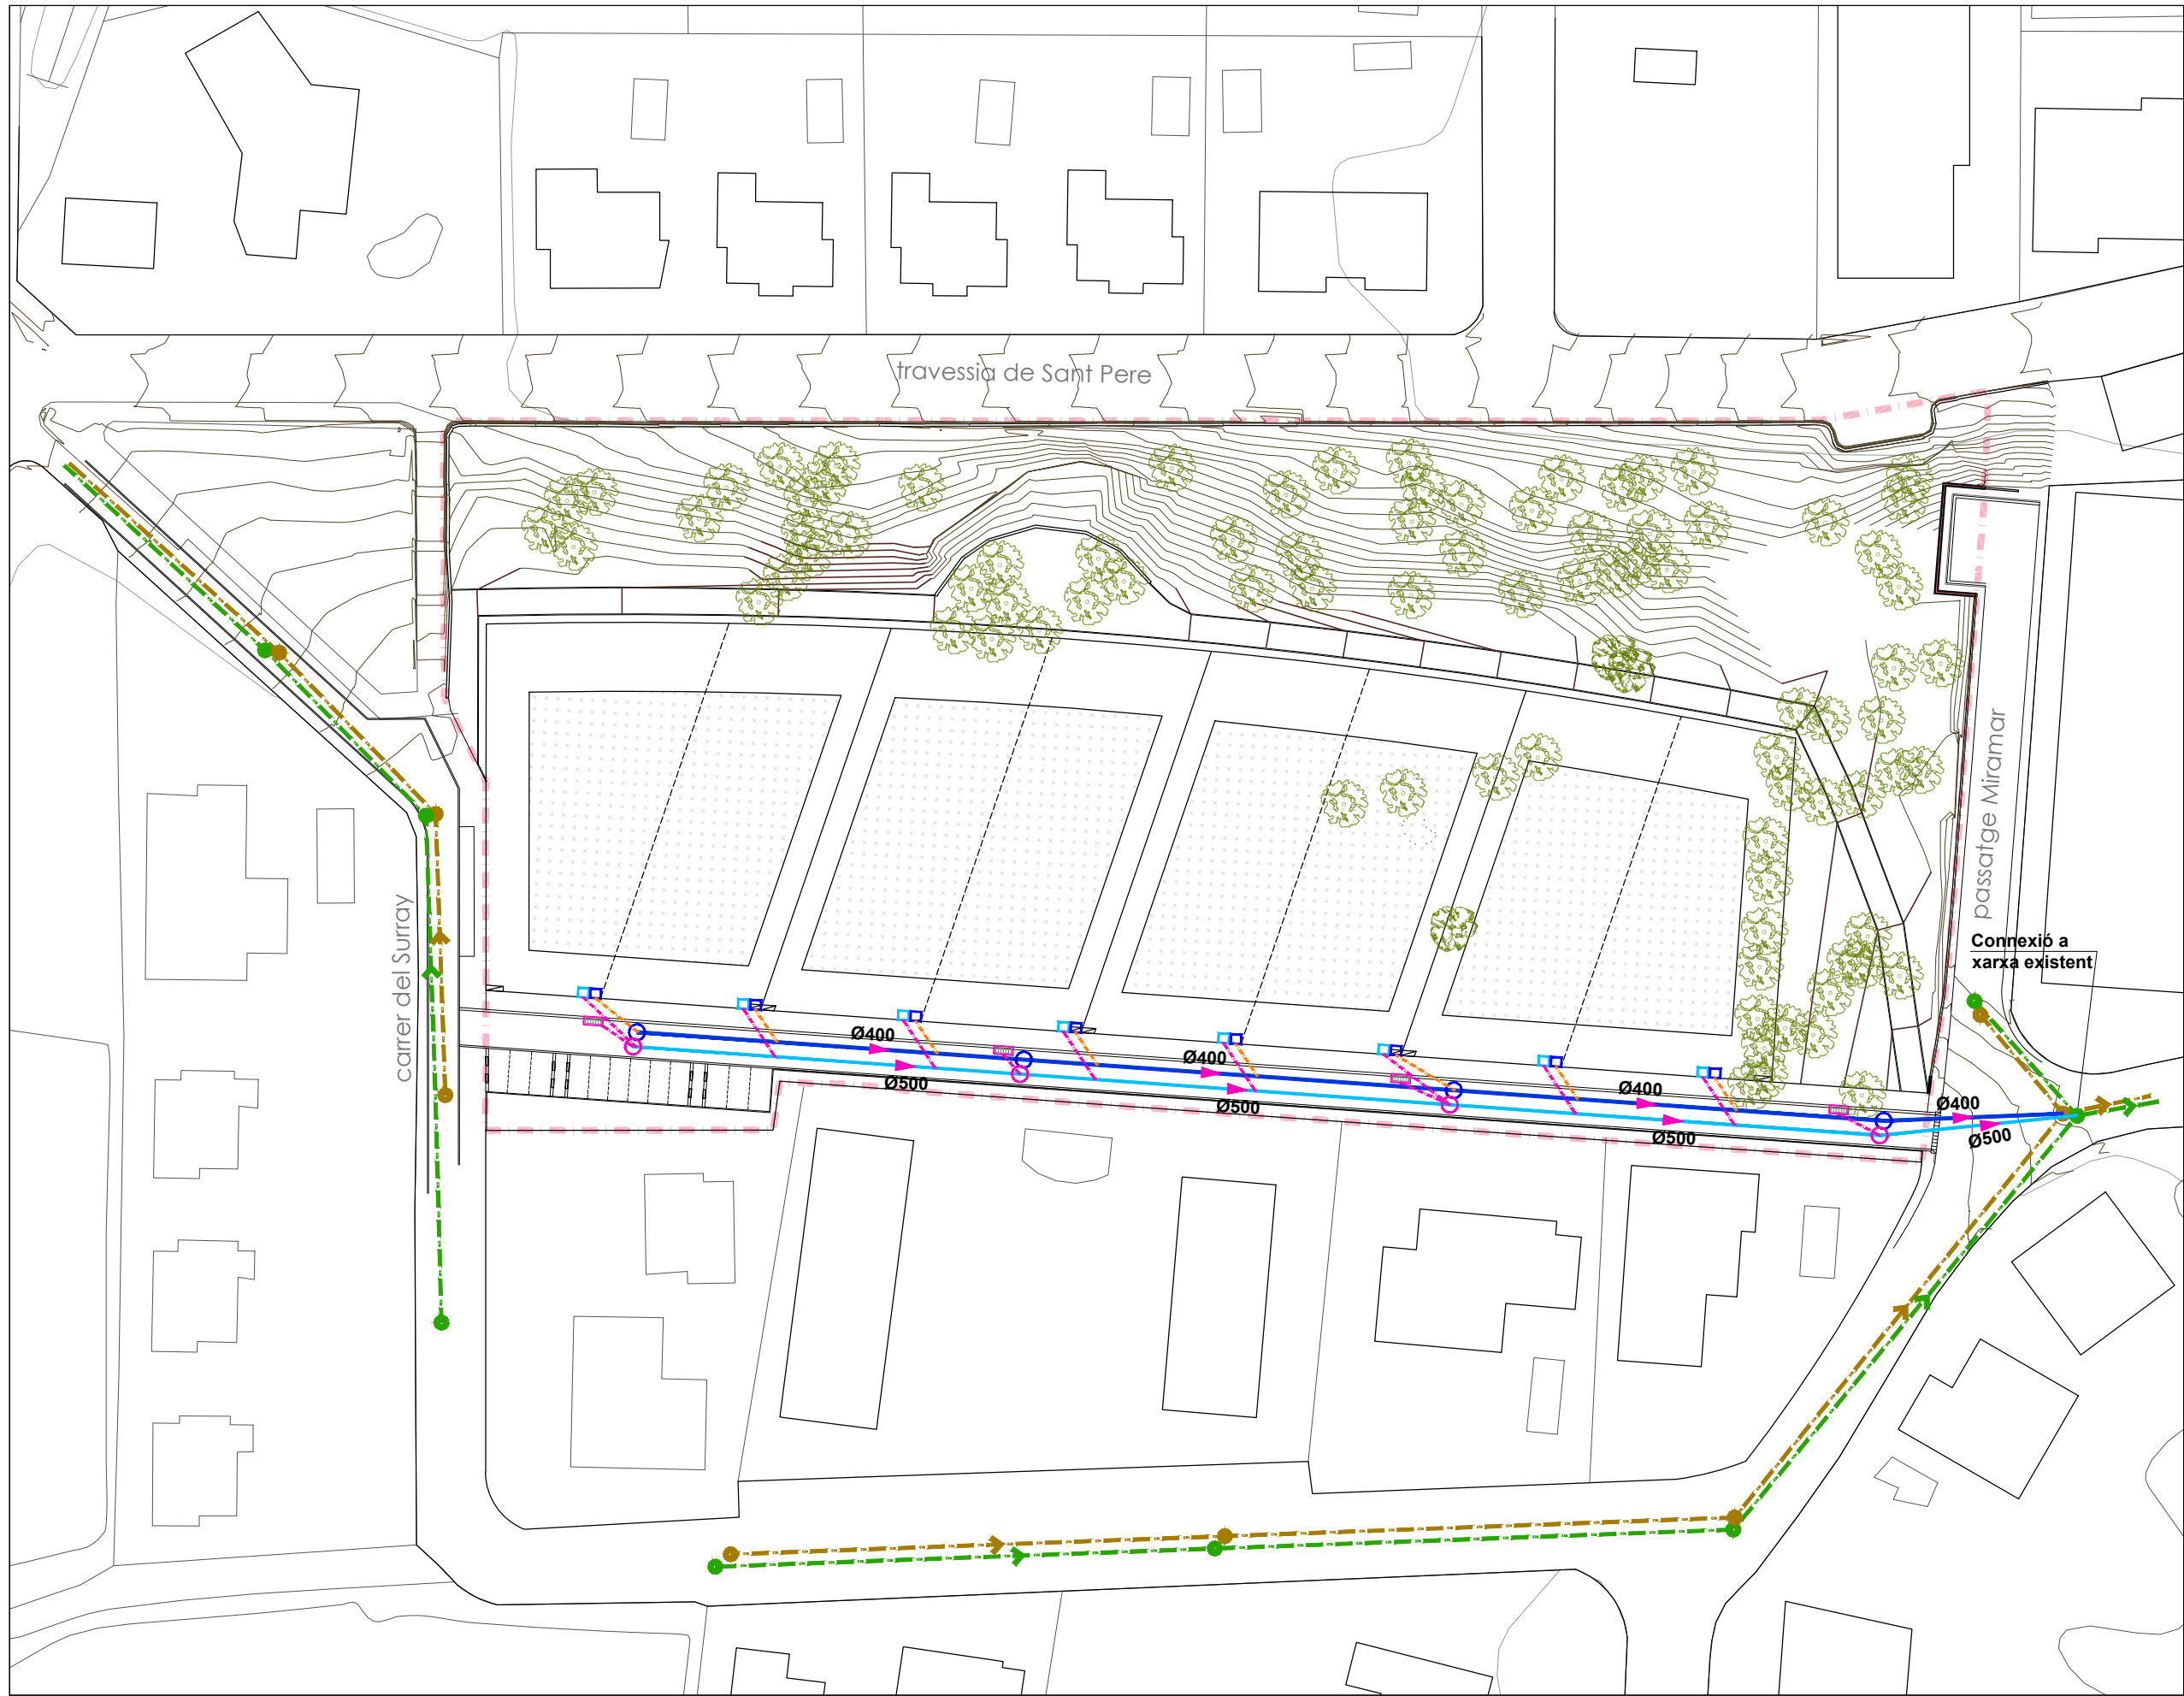 travessia de Sant Pere
passatge Miramar
carrer del Surray
Connexió a
xarxa existent
Ø400
Ø500
Ø400
Ø500
Ø400
Ø500
Ø400
Ø500